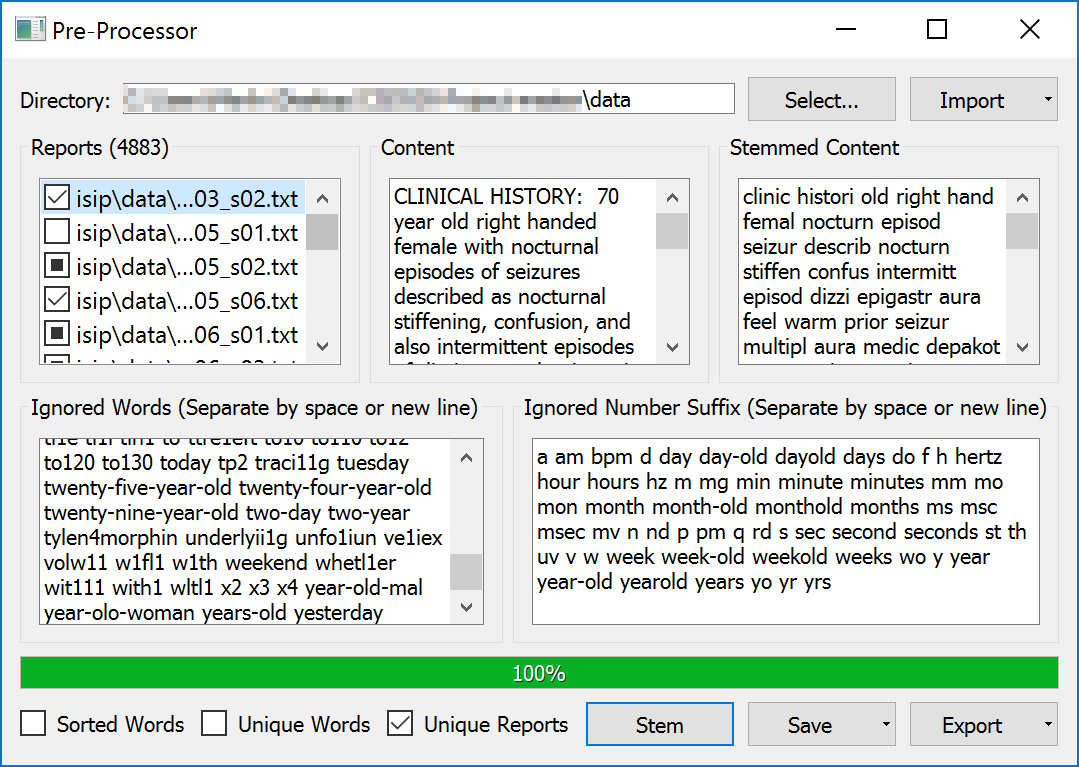 Pre-Processor
Directory: \data Select... Import
Reports (4883)
isip\data\...03_s02.txt
isip\data\...05_s01.txt
isip\data\...05_s02.txt
isip\data\...05_s06.txt
isip\data\...06_s01.txt
Content
CLINICAL HISTORY: 70
year old right handed
female with nocturnal
episodes of seizures
described as nocturnal
stiffening, confusion, and
also intermittent episodes
Stemmed Content
clinic histori old right hand
femal nocturn episod
seizur describ nocturn
stiffen confus intermitt
episod dizzi epigastr aura
feel warm prior seizur
multipl aura medic depakot
Ignored Words (Separate by space or new line)
to120 to130 today tp2 traci11g tuesday
twenty-five-year-old twenty-four-year-old
twenty-nine-year-old two-day two-year
tylen4morphin underlyii1g unfo1iun ve1iex
volw11 w1fl1 w1th weekend whetl1er
wit111 with1 wltl1 x2 x3 x4 year-old-mal
year-olo-woman years-old yesterday
Ignored Number Suffix (Separate by space or new line)
a am bpm d day day-old dayold days do f h hertz
hour hours hz m mg min minute minutes mm mo
mon month month-old monthold months ms msc
msec mv n nd p pm q rd s sec second seconds st th
uv v w week week-old weekold weeks wo y year
year-old yearold years yo yr yrs
100%
Sorted Words Unique Words Unique Reports Stem Save Export